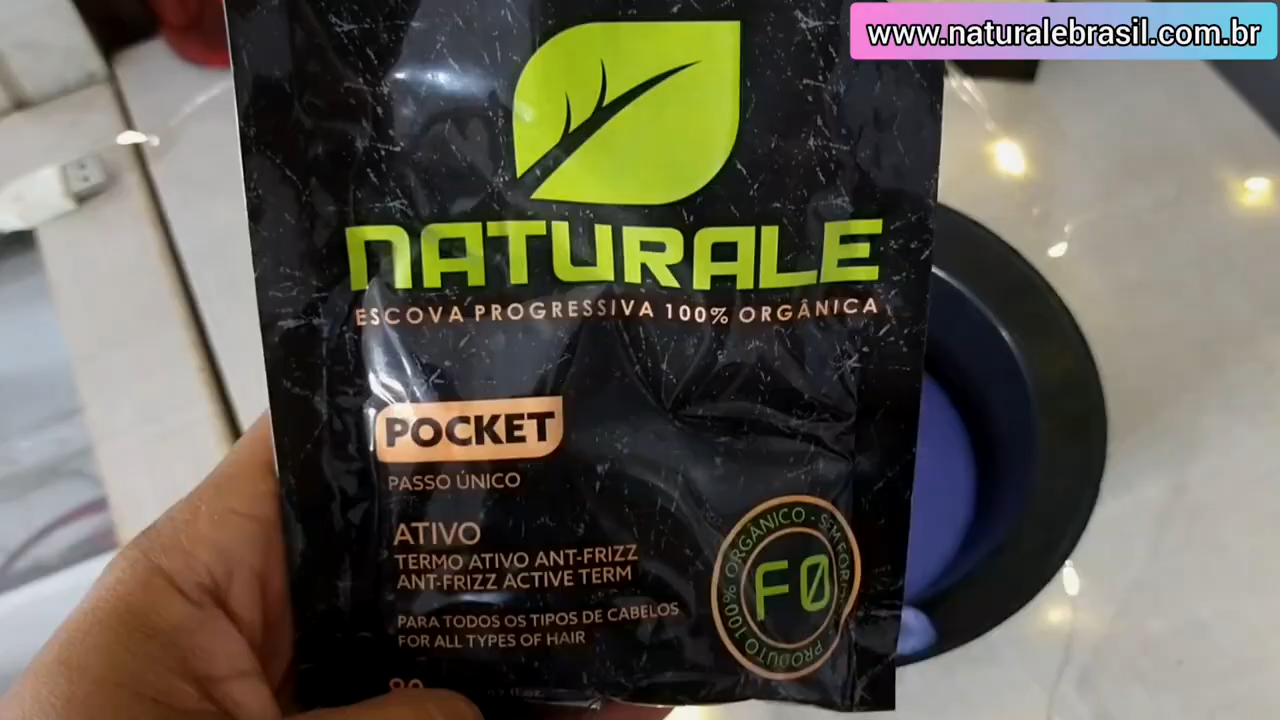 www.naturalebrasil.com.br
NATURALE
ESCOVA PROGRESSIVA 100% ORGÂNICA
POCKET
PASSO ÚNICO
ATIVO
TERMO ATIVO ANT-FRIZZ
ANT-FRIZZ ACTIVE TERM
PARA TODOS OS TIPOS DE CABELOS
FOR ALL TYPES OF HAIR
PRODUTO 100% ORGÂNICO -
F0